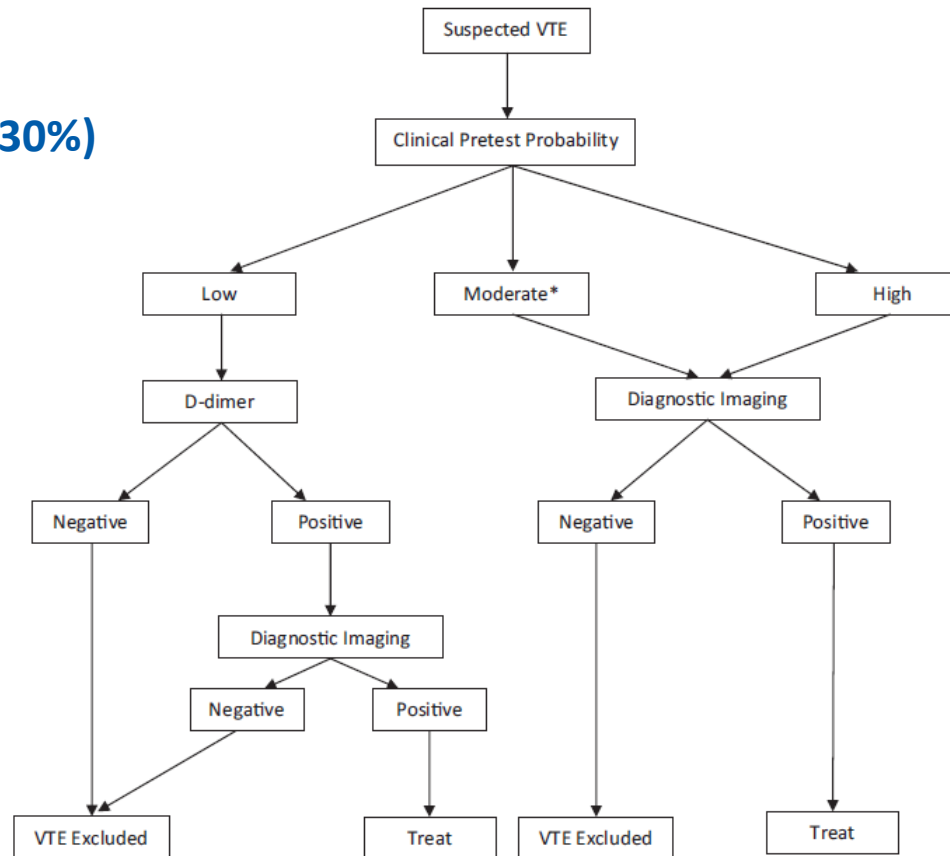 Suspected VTE
30%)
Clinical Pretest Probability
Low
Moderate*
High
D-dimer
Diagnostic Imaging
Negative
Positive
Negative
Positive
Diagnostic Imaging
Negative
Positive
VTE Excluded
Treat
VTE Excluded
Treat